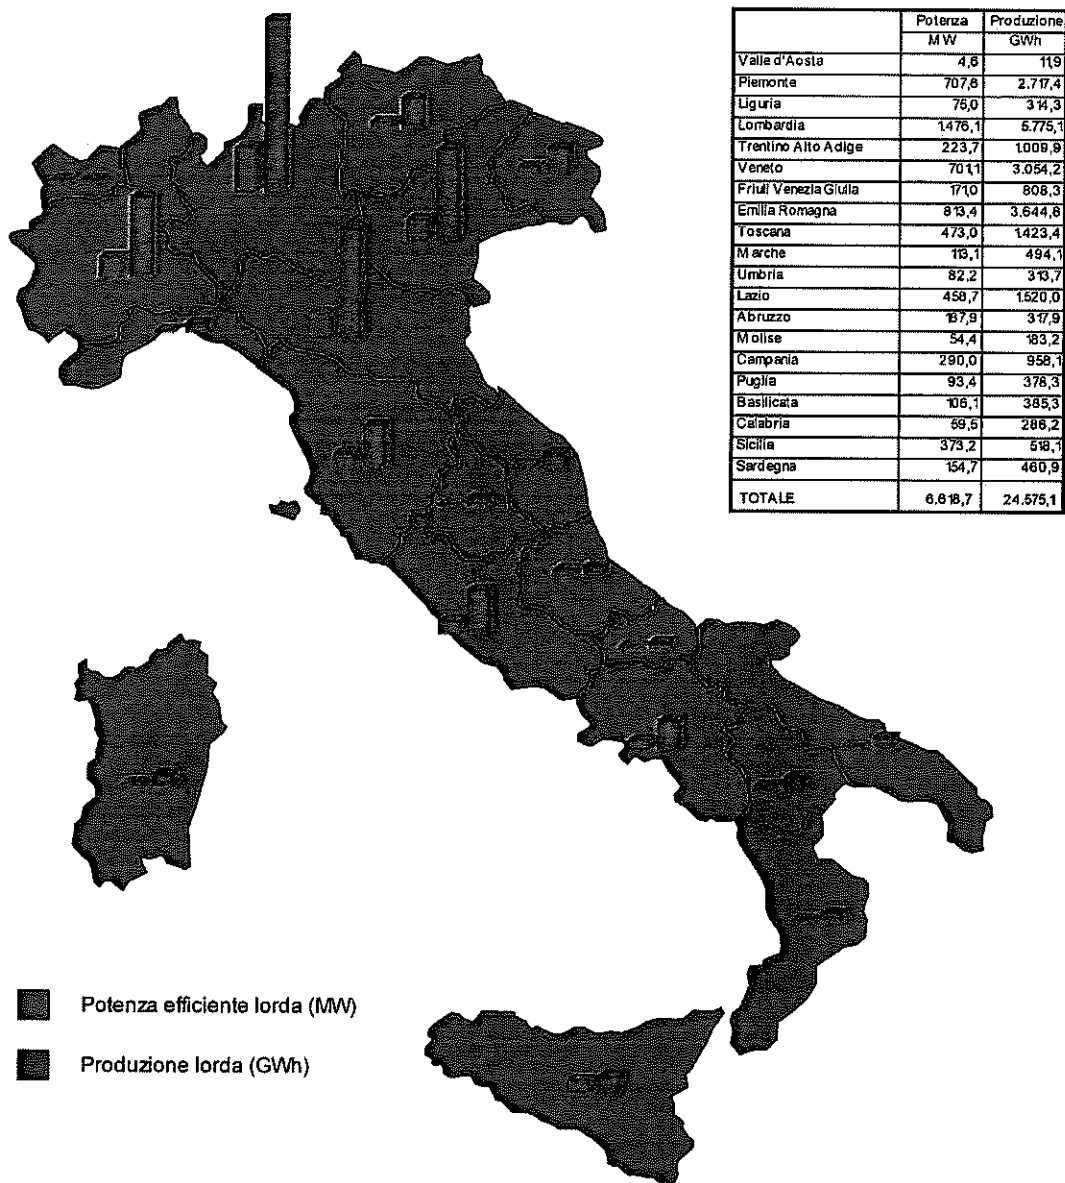 Potenza Produzione
MW GWh
Valle d'Aosta 4,6 11,9
Piemonte 707,8 2.717,4
Liguria 75,0 314,3
Lombardia 1.476,1 5.775,1
Trentino Alto Adige 223,7 1.009,9
Veneto 701,1 3.054,2
Friuli Venezia Giulia 171,0 808,3
Emilia Romagna 813,4 3.644,8
Toscana 473,0 1.423,4
Marche 113,1 494,1
Umbria 82,2 313,7
Lazio 458,7 1.520,0
Abruzzo 187,9 317,9
Molise 54,4 183,2
Campania 290,0 958,1
Puglia 93,4 378,3
Basilicata 106,1 385,3
Calabria 59,5 286,2
Sicilia 373,2 518,1
Sardegna 154,7 460,9
TOTALE 6.618,7 24.575,1
Potenza efficiente lorda (MW)
Produzione lorda (GWh)